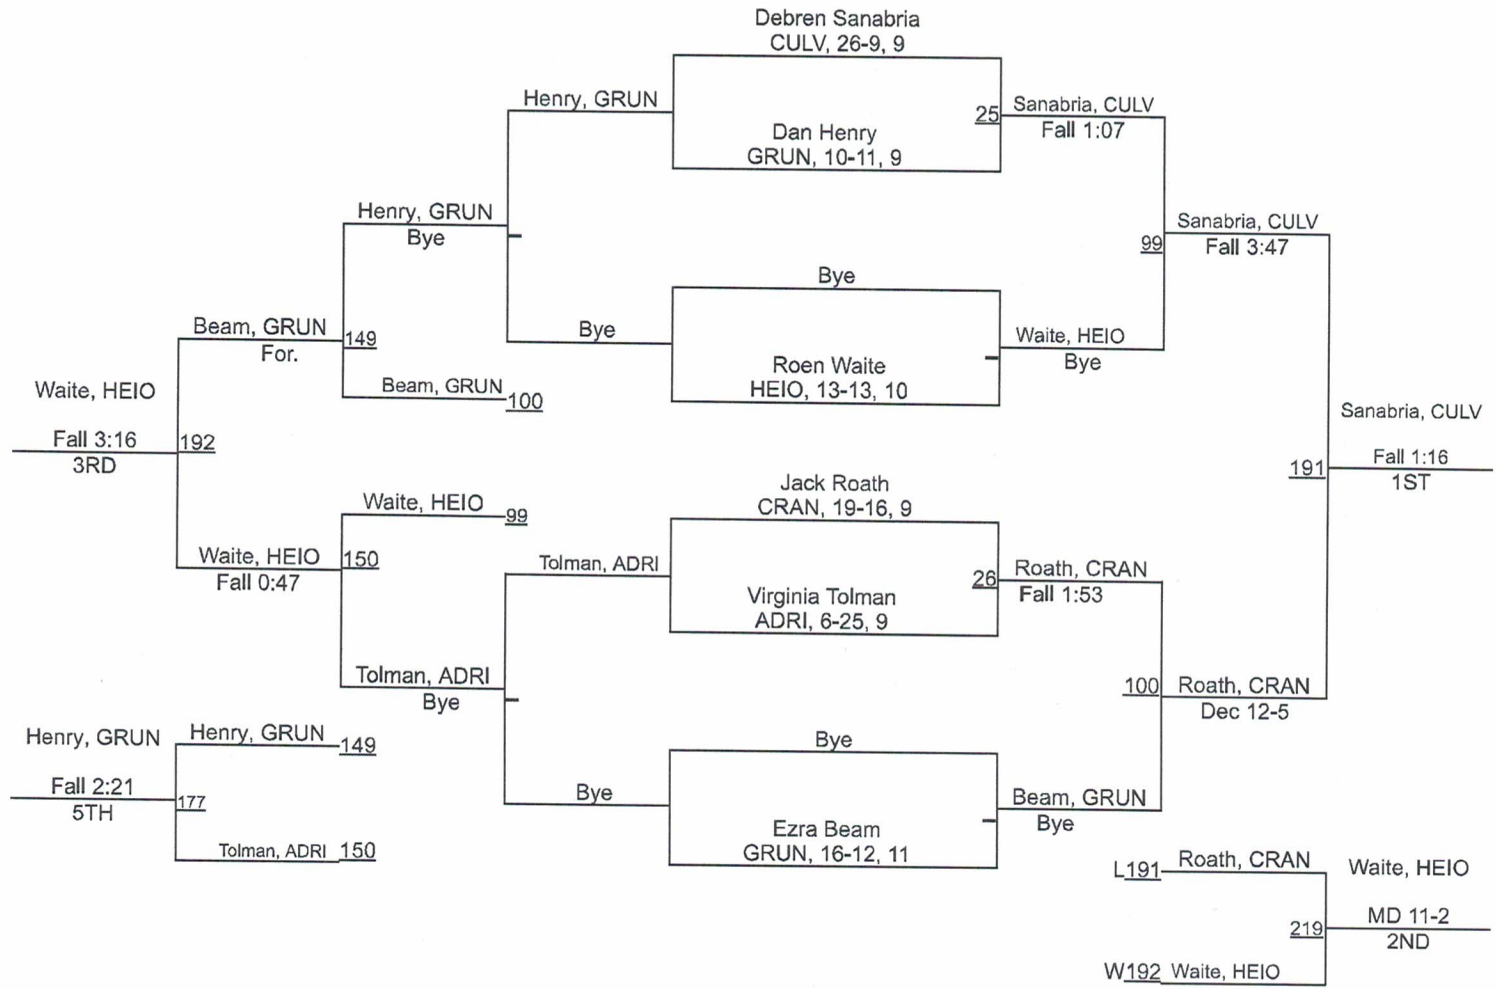 Debren Sanabria
CULV, 26-9, 9
Henry, GRUN
25
Sanabria, CULV
Fall 1:07
Dan Henry
GRUN, 10-11, 9
Henry, GRUN
Bye
Sanabria, CULV
99
Fall 3:47
Bye
Beam, GRUN
149
For.
Bye
Waite, HEIO
Bye
Roen Waite
HEIO, 13-13, 10
Beam, GRUN
100
Waite, HEIO
Fall 3:16
192
3RD
Sanabria, CULV
191
Fall 1:16
1ST
Jack Roath
CRAN, 19-16, 9
Waite, HEIO
99
Waite, HEIO
150
Fall 0:47
Tolman, ADRI
26
Roath, CRAN
Fall 1:53
Virginia Tolman
ADRI, 6-25, 9
Tolman, ADRI
Bye
100
Roath, CRAN
Dec 12-5
Henry, GRUN
Henry, GRUN
149
Fall 2:21
177
5TH
Tolman, ADRI
150
Bye
Bye
Beam, GRUN
Bye
Ezra Beam
GRUN, 16-12, 11
L191
Roath, CRAN
Waite, HEIO
219
MD 11-2
2ND
W192
Waite, HEIO